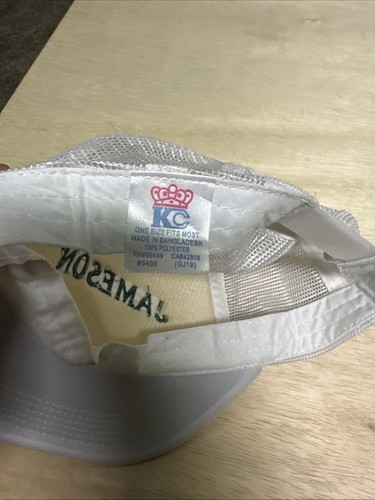 KC
ONE SIZE FITS MOST
MADE IN BANGLADESH
100% POLYESTER
RN#99449 CA#42808
#5400 (GJ19)
JAMESON